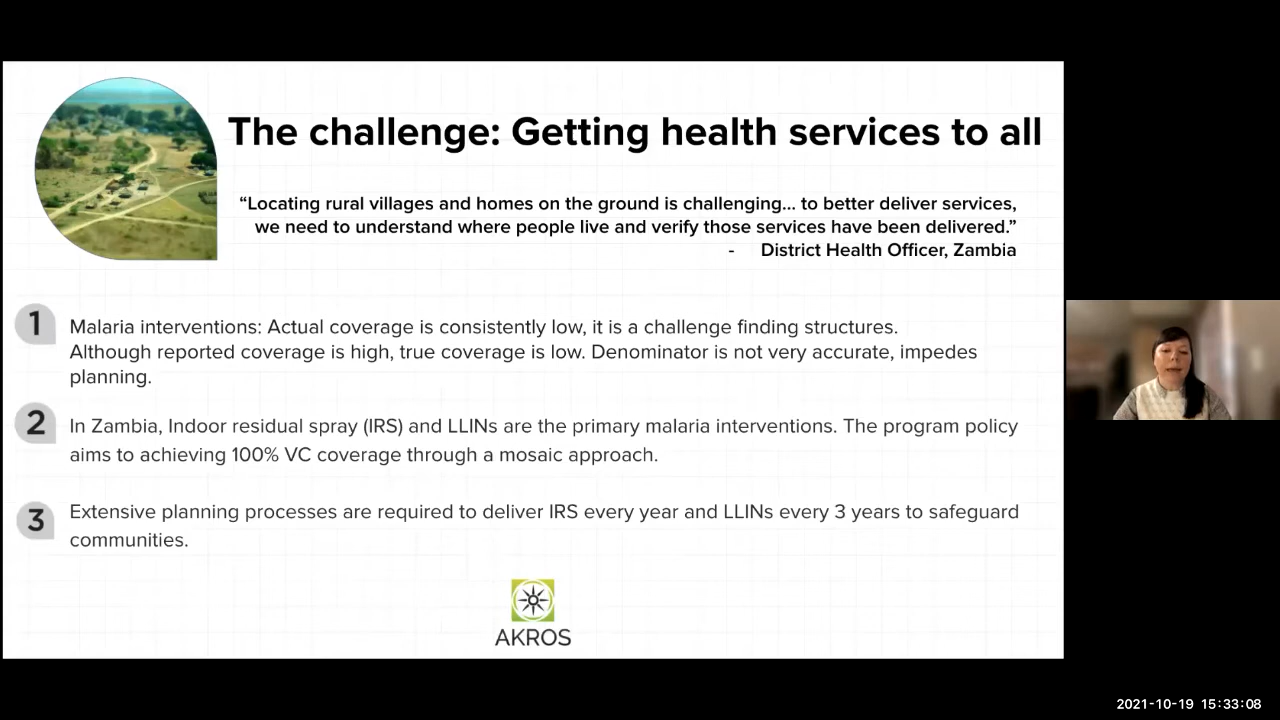 The challenge: Getting health services to all
“Locating rural villages and homes on the ground is challenging... to better deliver services,
we need to understand where people live and verify those services have been delivered.”
- District Health Officer, Zambia
1
Malaria interventions: Actual coverage is consistently low, it is a challenge finding structures.
Although reported coverage is high, true coverage is low. Denominator is not very accurate, impedes
planning.
2
In Zambia, Indoor residual spray (IRS) and LLINs are the primary malaria interventions. The program policy
aims to achieving 100% VC coverage through a mosaic approach.
3
Extensive planning processes are required to deliver IRS every year and LLINs every 3 years to safeguard
communities.
AKROS
2021-10-19 15:33:08